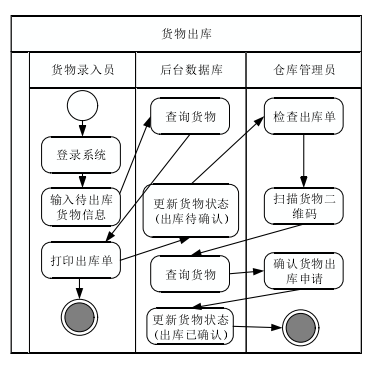 货物出库
货物录入员
后台数据库
仓库管理员
登录系统
输入待出库
货物信息
打印出库单
查询货物
更新货物状态
(出库待确认)
查询货物
更新货物状态
(出库已确认)
检查出库单
扫描货物二
维码
确认货物出
库申请